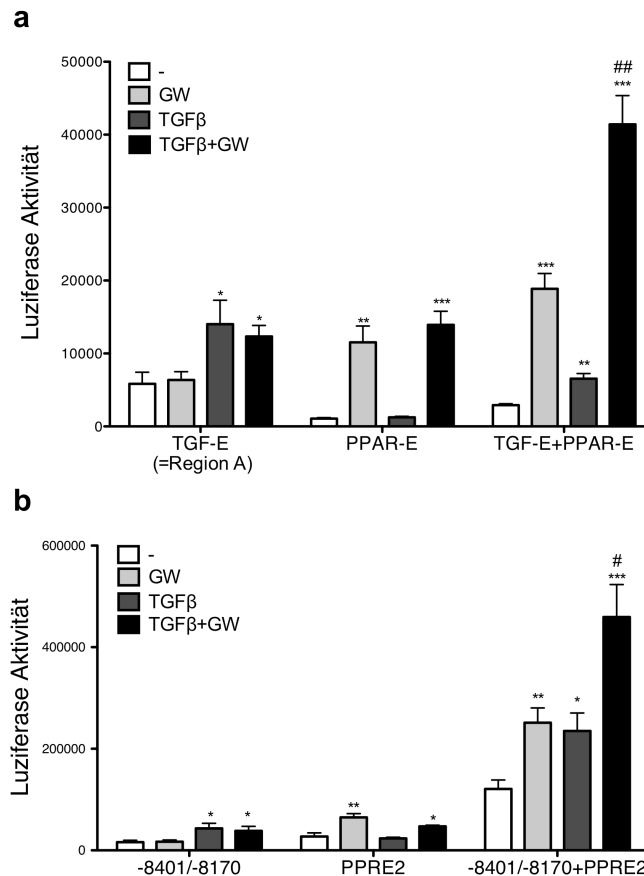 a
50000
40000
30000
20000
10000
0
Luziferase Aktivität
-
GW
TGFβ
TGFβ+GW
*
*
**
***
***
**
##
***
TGF-E
(=Region A)
PPAR-E
TGF-E+PPAR-E
b
600000
400000
200000
0
Luziferase Aktivität
-
GW
TGFβ
TGFβ+GW
*
*
**
*
**
*
#
***
-8401/-8170
PPRE2
-8401/-8170+PPRE2